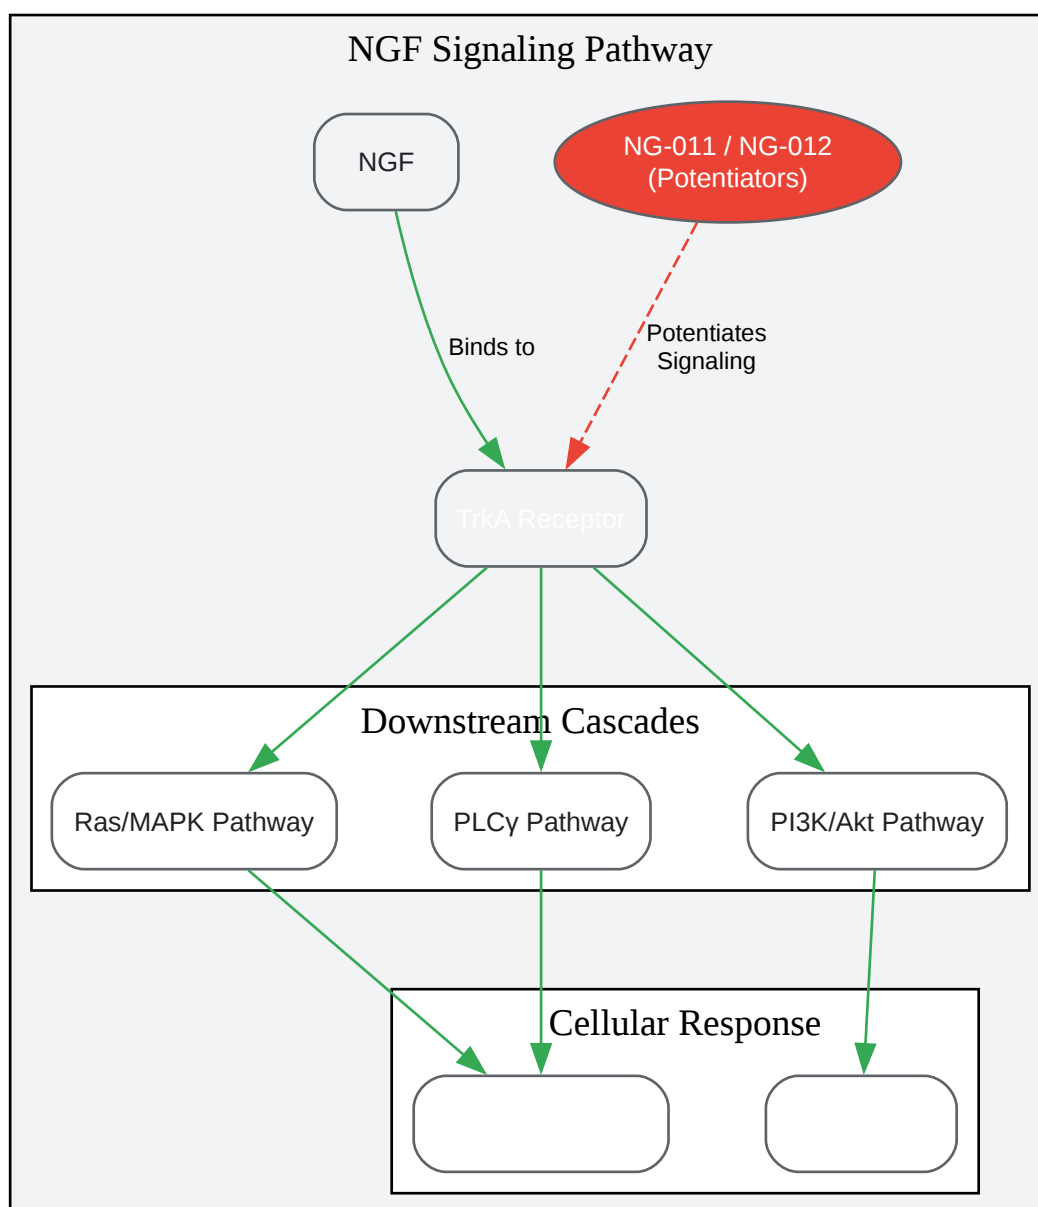 NGF Signaling Pathway
NGF
NG-011 / NG-012
(Potentiators)
Binds to
Potentiates
Signaling
TrkA Receptor
Downstream Cascades
Ras/MAPK Pathway
PLCγ Pathway
PI3K/Akt Pathway
Cellular Response